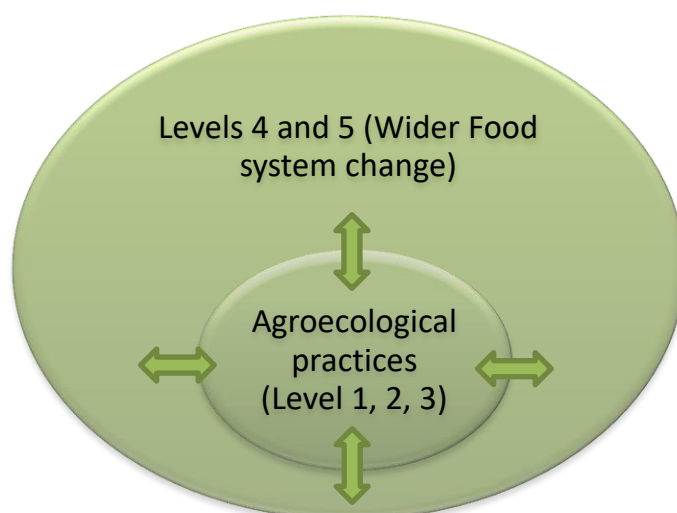 Levels 4 and 5 (Wider Food
system change)
Agroecological
practices
(Level 1, 2, 3)